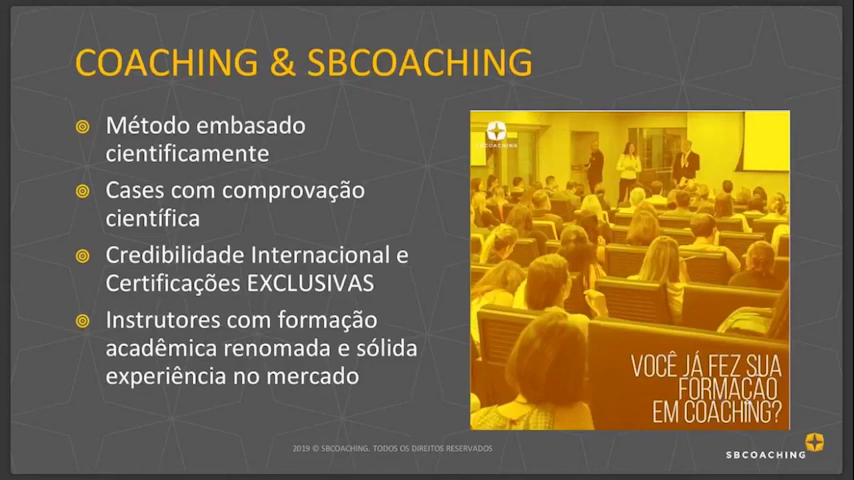 COACHING & SBCOACHING
Método embasado
cientificamente
Cases com comprovação
científica
Credibilidade Internacional e
Certificações EXCLUSIVAS
Instrutores com formação
acadêmica renomada e sólida
experiência no mercado
SBCOACHING
VOCÊ JÁ FEZ SUA
FORMAÇÃO
EM COACHING?
2019 © SBCOACHING. TODOS OS DIREITOS RESERVADOS
SBCOACHING